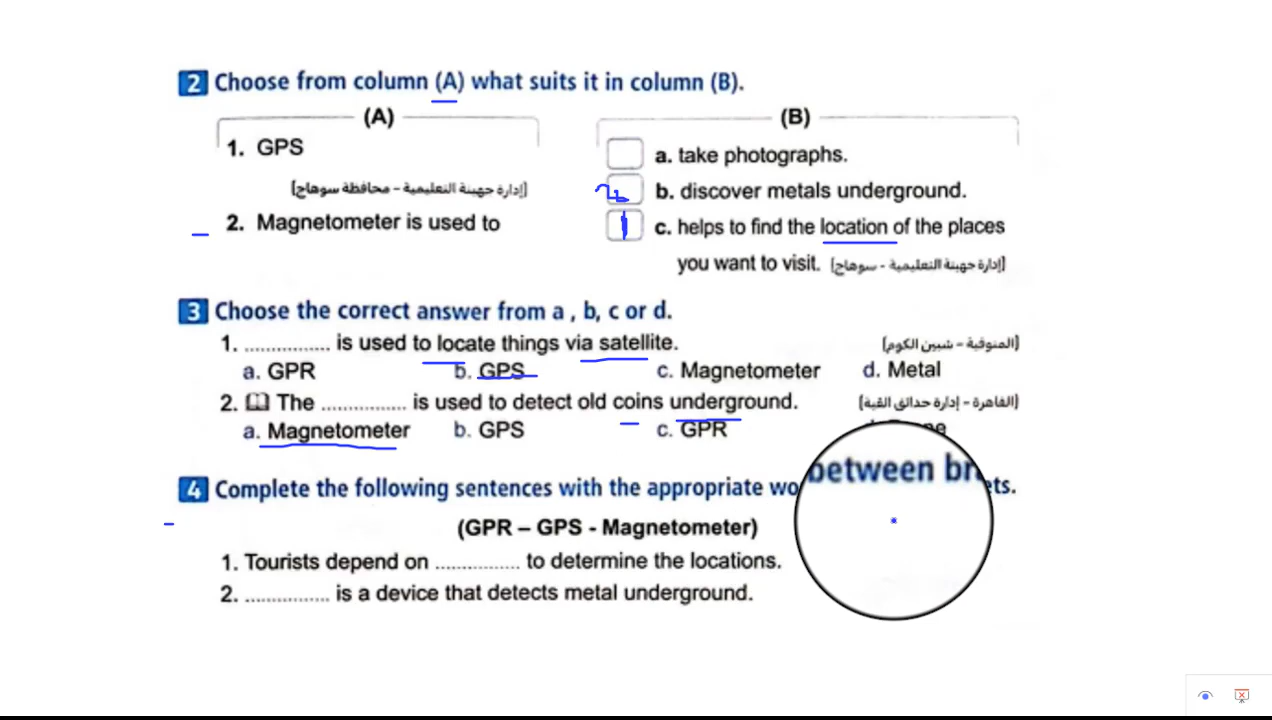 2 Choose from column (A) what suits it in column (B).
(A) (B)
1. GPS
a. take photographs.
[إدارة جهينة التعليمية - محافظة سوهاج]
2 b. discover metals underground.
2. Magnetometer is used to
1 c. helps to find the location of the places
you want to visit. [إدارة جهينة التعليمية - سوهاج]
3 Choose the correct answer from a , b, c or d.
1. ............... is used to locate things via satellite. [المنوفية - شبين الكوم]
a. GPR b. GPS c. Magnetometer d. Metal
2. The ............... is used to detect old coins underground. [القاهرة - إدارة حدائق القبة]
a. Magnetometer b. GPS c. GPR
4 Complete the following sentences with the appropriate wo between br ets.
(GPR – GPS - Magnetometer)
1. Tourists depend on ............... to determine the locations.
2. ............... is a device that detects metal underground.